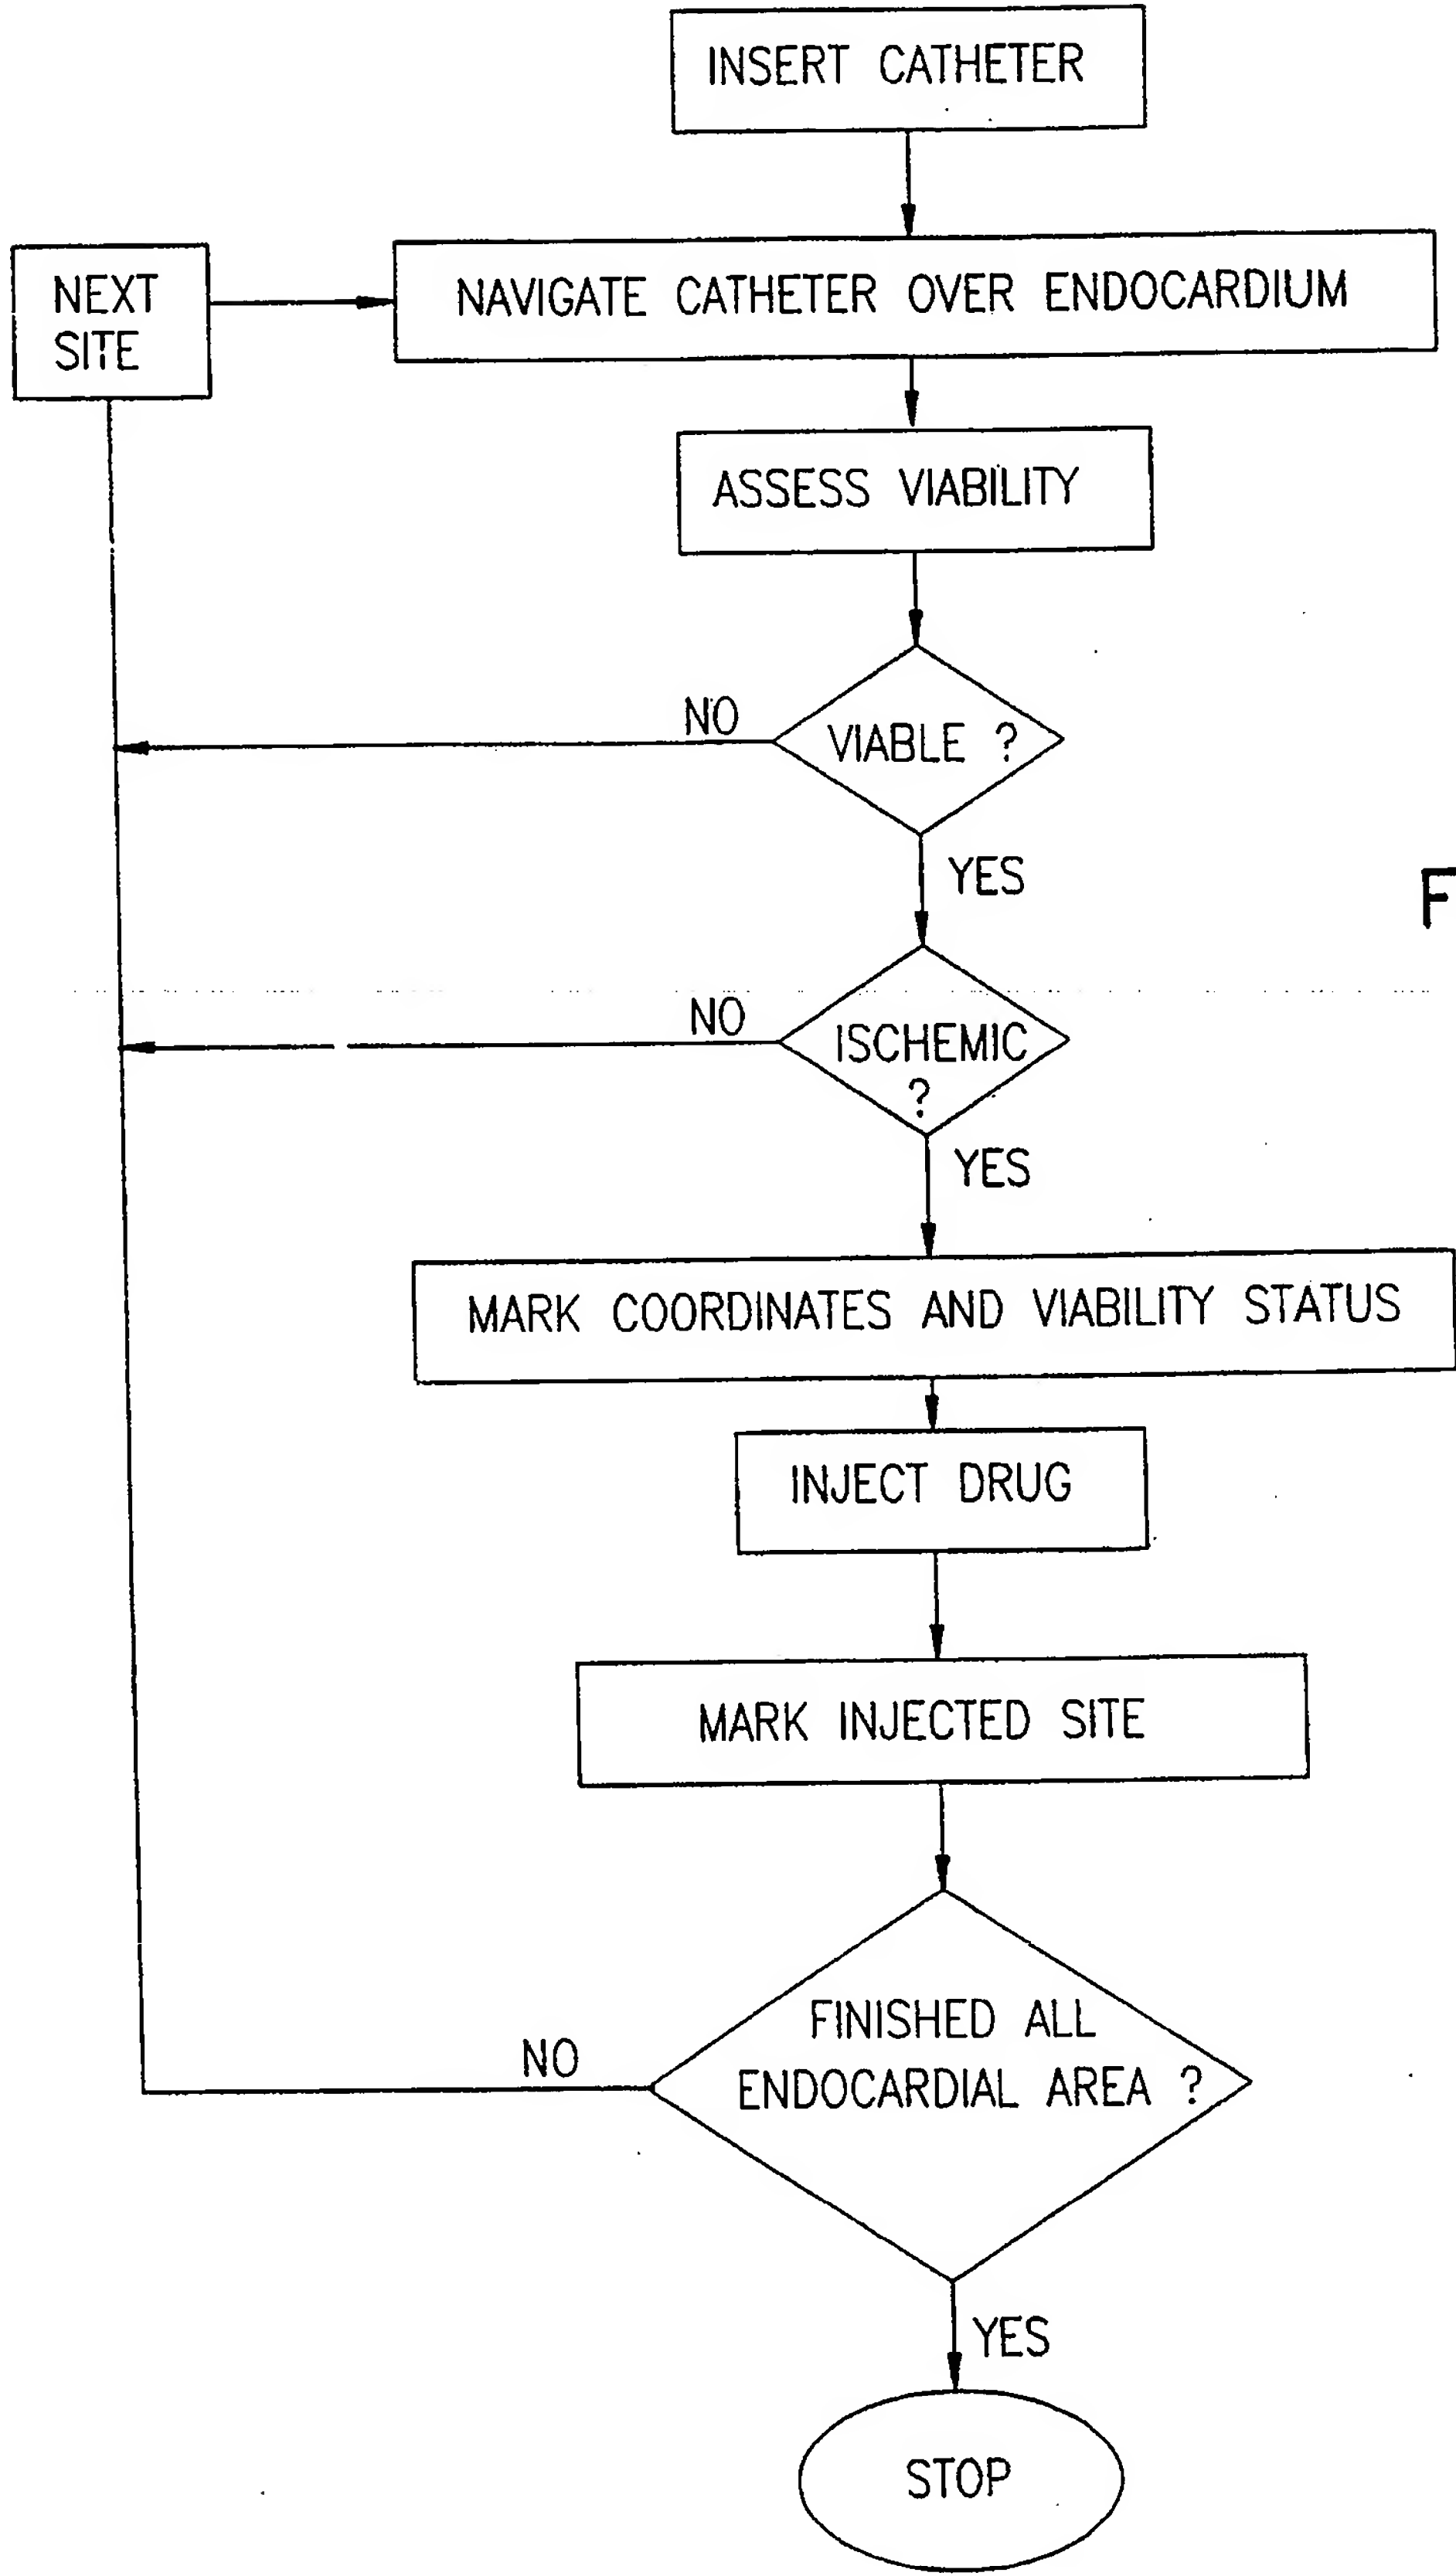 INSERT CATHETER
NEXT
SITE
NAVIGATE CATHETER OVER ENDOCARDIUM
ASSESS VIABILITY
NO
VIABLE ?
YES
F
NO
ISCHEMIC
?
YES
MARK COORDINATES AND VIABILITY STATUS
INJECT DRUG
MARK INJECTED SITE
FINISHED ALL
NO
ENDOCARDIAL AREA ?
YES
STOP